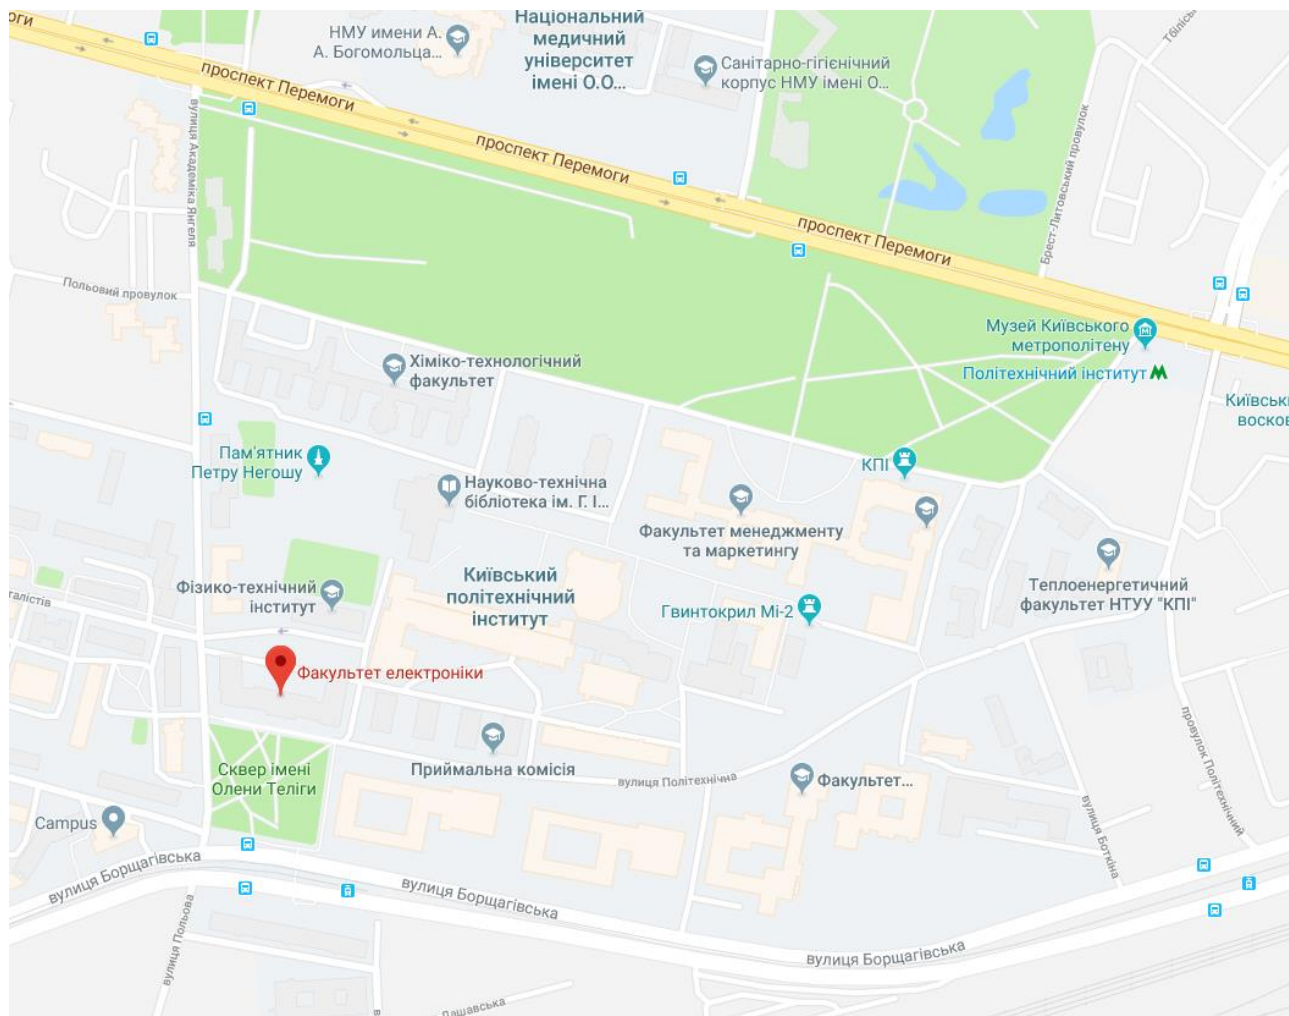 оги
НМУ имени А.
А. Богомольца...
Національний
медичний
університет
імені О.О...
Санітарно-гігієнічний
корпус НМУ імені О...
проспект Перемоги
вулиця Академіка Янгеля
проспект Перемоги
проспект Перемоги
Брест-Литовський провулок
Тбіліс
Польовий провулок
Музей Київського
метрополітену
Політехнічний інститут
Київськ
восков
Хіміко-технологічний
факультет
Пам'ятник
Петру Негошу
КПІ
Науково-технічна
бібліотека ім. Г. І...
Факультет менеджменту
та маркетингу
Теплоенергетичний
факультет НТУУ "КПІ"
Фізико-технічний
інститут
Київський
політехнічний
інститут
Гвинтокрил Мі-2
талістів
Факультет електроніки
Приймальна комісія
вулиця Політехнічна
Факультет...
провулок Політехнічний
Сквер імені
Олени Теліги
Campus
вулиця Боткіна
вулиця Борщагівська
вулиця Борщагівська
вулиця Борщагівська
вулиця Польова